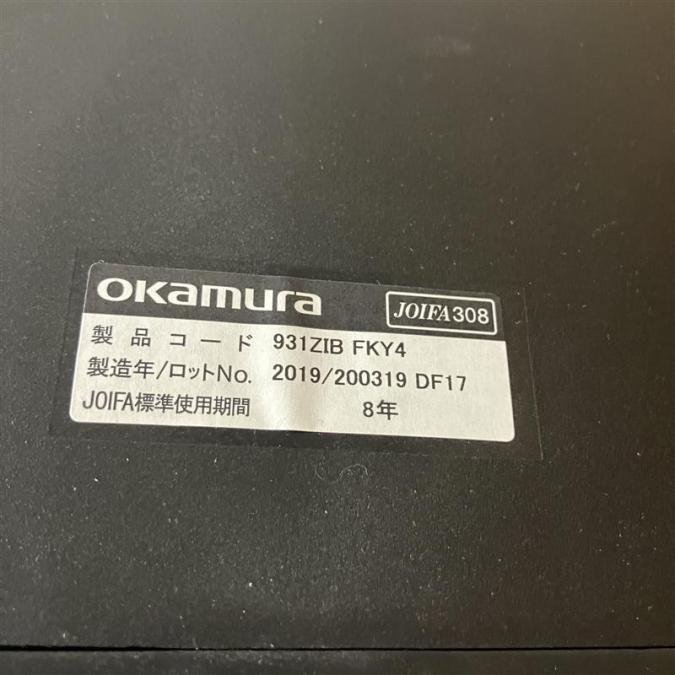 okamura
JOIFA308
製品コード 931ZIB FKY4
製造年/ロットNo. 2019/200319 DF17
JOIFA標準使用期間 8年